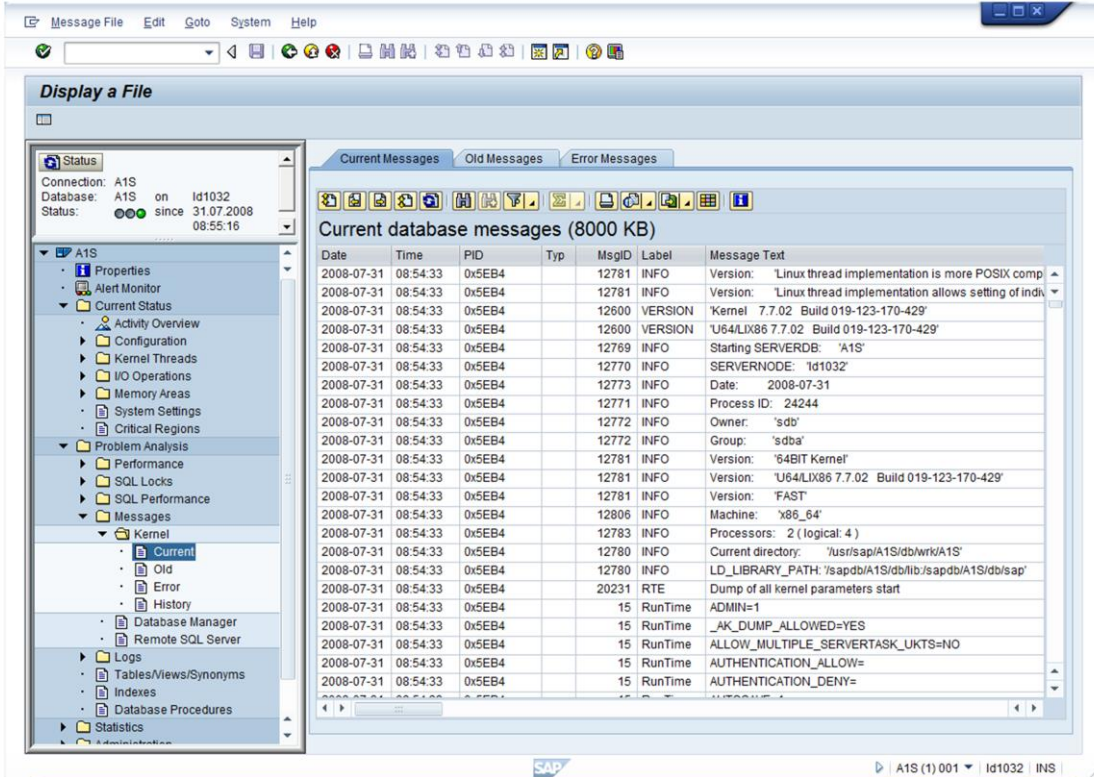 Message File Edit Goto System Help
Display a File
Status
Connection: A1S
Database: A1S on ld1032
Status: since 31.07.2008
08:55:16
A1S
Properties
Alert Monitor
Current Status
Activity Overview
Configuration
Kernel Threads
I/O Operations
Memory Areas
System Settings
Critical Regions
Problem Analysis
Performance
SQL Locks
SQL Performance
Messages
Kernel
Current
Old
Error
History
Database Manager
Remote SQL Server
Logs
Tables/Views/Synonyms
Indexes
Database Procedures
Statistics
Administration
Current Messages Old Messages Error Messages
Current database messages (8000 KB)
Date Time PID Typ MsgID Label Message Text
2008-07-31 08:54:33 0x5EB4 12781 INFO Version: 'Linux thread implementation is more POSIX comp
2008-07-31 08:54:33 0x5EB4 12781 INFO Version: 'Linux thread implementation allows setting of indiv
2008-07-31 08:54:33 0x5EB4 12600 VERSION 'Kernel 7.7.02 Build 019-123-170-429'
2008-07-31 08:54:33 0x5EB4 12600 VERSION 'U64/LIX86 7.7.02 Build 019-123-170-429'
2008-07-31 08:54:33 0x5EB4 12769 INFO Starting SERVERDB: 'A1S'
2008-07-31 08:54:33 0x5EB4 12770 INFO SERVERNODE: 'ld1032'
2008-07-31 08:54:33 0x5EB4 12773 INFO Date: 2008-07-31
2008-07-31 08:54:33 0x5EB4 12771 INFO Process ID: 24244
2008-07-31 08:54:33 0x5EB4 12772 INFO Owner: 'sdb'
2008-07-31 08:54:33 0x5EB4 12772 INFO Group: 'sdba'
2008-07-31 08:54:33 0x5EB4 12781 INFO Version: '64BIT Kernel'
2008-07-31 08:54:33 0x5EB4 12781 INFO Version: 'U64/LIX86 7.7.02 Build 019-123-170-429'
2008-07-31 08:54:33 0x5EB4 12781 INFO Version: 'FAST'
2008-07-31 08:54:33 0x5EB4 12806 INFO Machine: 'x86_64'
2008-07-31 08:54:33 0x5EB4 12783 INFO Processors: 2 ( logical: 4 )
2008-07-31 08:54:33 0x5EB4 12780 INFO Current directory: '/usr/sap/A1S/db/wrk/A1S'
2008-07-31 08:54:33 0x5EB4 12780 INFO LD_LIBRARY_PATH: '/sapdb/A1S/db/lib:/sapdb/A1S/db/sap'
2008-07-31 08:54:33 0x5EB4 20231 RTE Dump of all kernel parameters start
2008-07-31 08:54:33 0x5EB4 15 RunTime ADMIN=1
2008-07-31 08:54:33 0x5EB4 15 RunTime _AK_DUMP_ALLOWED=YES
2008-07-31 08:54:33 0x5EB4 15 RunTime ALLOW_MULTIPLE_SERVERTASK_UKTS=NO
2008-07-31 08:54:33 0x5EB4 15 RunTime AUTHENTICATION_ALLOW=
2008-07-31 08:54:33 0x5EB4 15 RunTime AUTHENTICATION_DENY=
SAP
A1S (1) 001 ld1032 INS